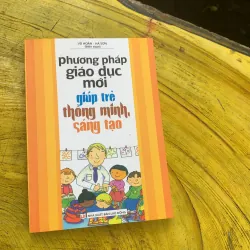 phương pháp
giáo dục
mới
giúp trẻ
thông minh,
sáng tạo